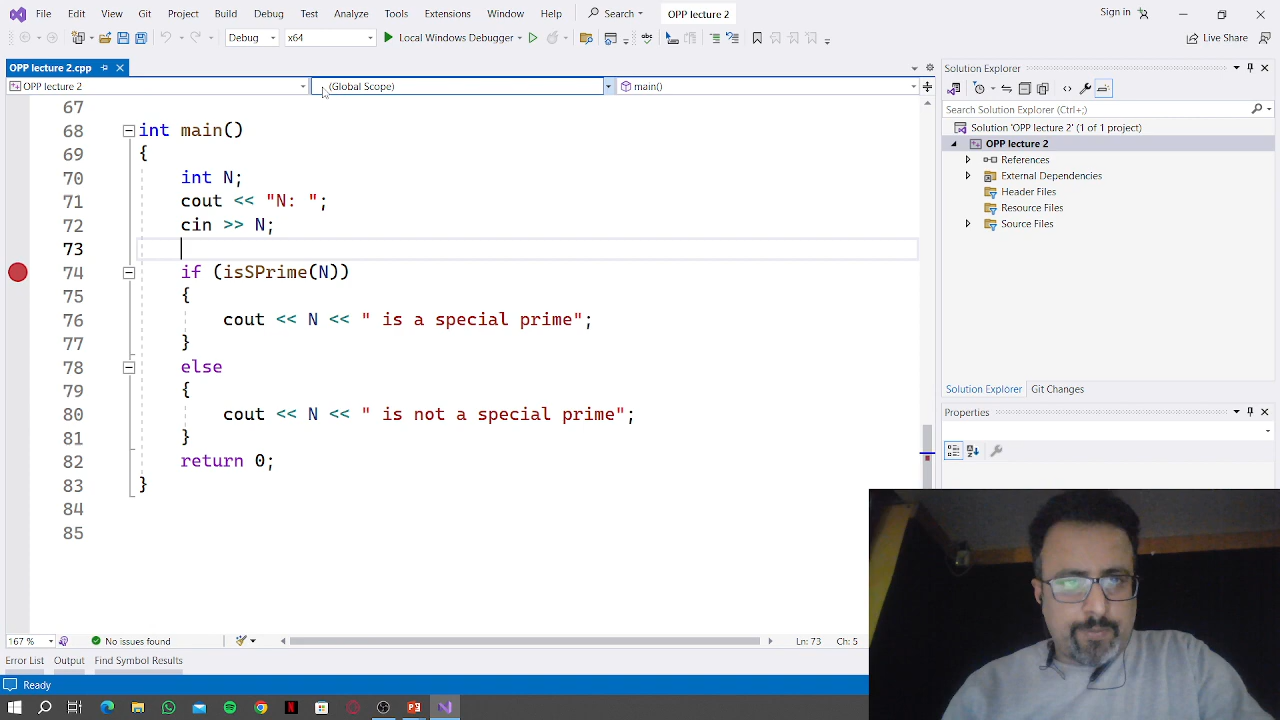 File Edit View Git Project Build Debug Test Analyze Tools Extensions Window Help Search OPP lecture 2 Sign in
Debug x64 Local Windows Debugger Live Share
OPP lecture 2.cpp
OPP lecture 2 (Global Scope) main()
67
68 int main()
69 {
70 int N;
71 cout << "N: ";
72 cin >> N;
73
74 if (isSPrime(N))
75 {
76 cout << N << " is a special prime";
77 }
78 else
79 {
80 cout << N << " is not a special prime";
81 }
82 return 0;
83 }
84
85
167 % No issues found Ln: 73 Ch: 5
Error List Output Find Symbol Results
Ready
Solution Explorer
Search Solution Explorer (Ctrl+;)
Solution 'OPP lecture 2' (1 of 1 project)
OPP lecture 2
References
External Dependencies
Header Files
Resource Files
Source Files
Solution Explorer Git Changes
Properties